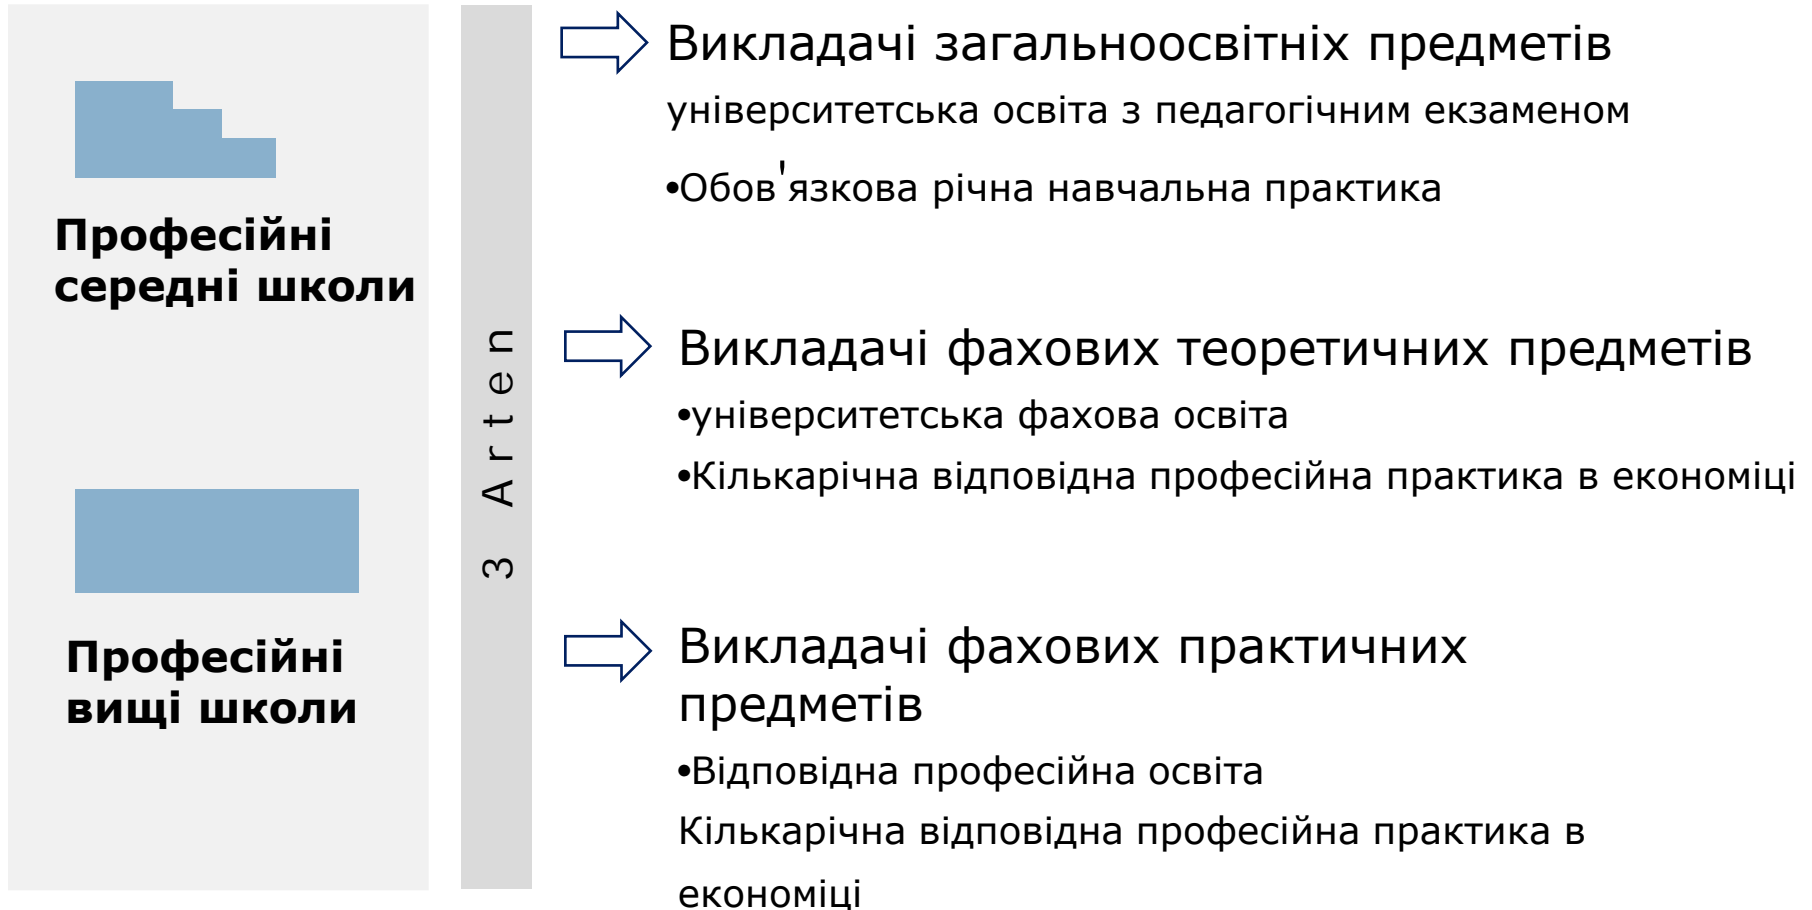 Професійні
середні школи
Професійні
вищі школи
3 Arten
Викладачі загальноосвітніх предметів
університетська освіта з педагогічним екзаменом
•Обов'язкова річна навчальна практика
Викладачі фахових теоретичних предметів
•університетська фахова освіта
•Кількарічна відповідна професійна практика в економіці
Викладачі фахових практичних
предметів
•Відповідна професійна освіта
Кількарічна відповідна професійна практика в
економіці